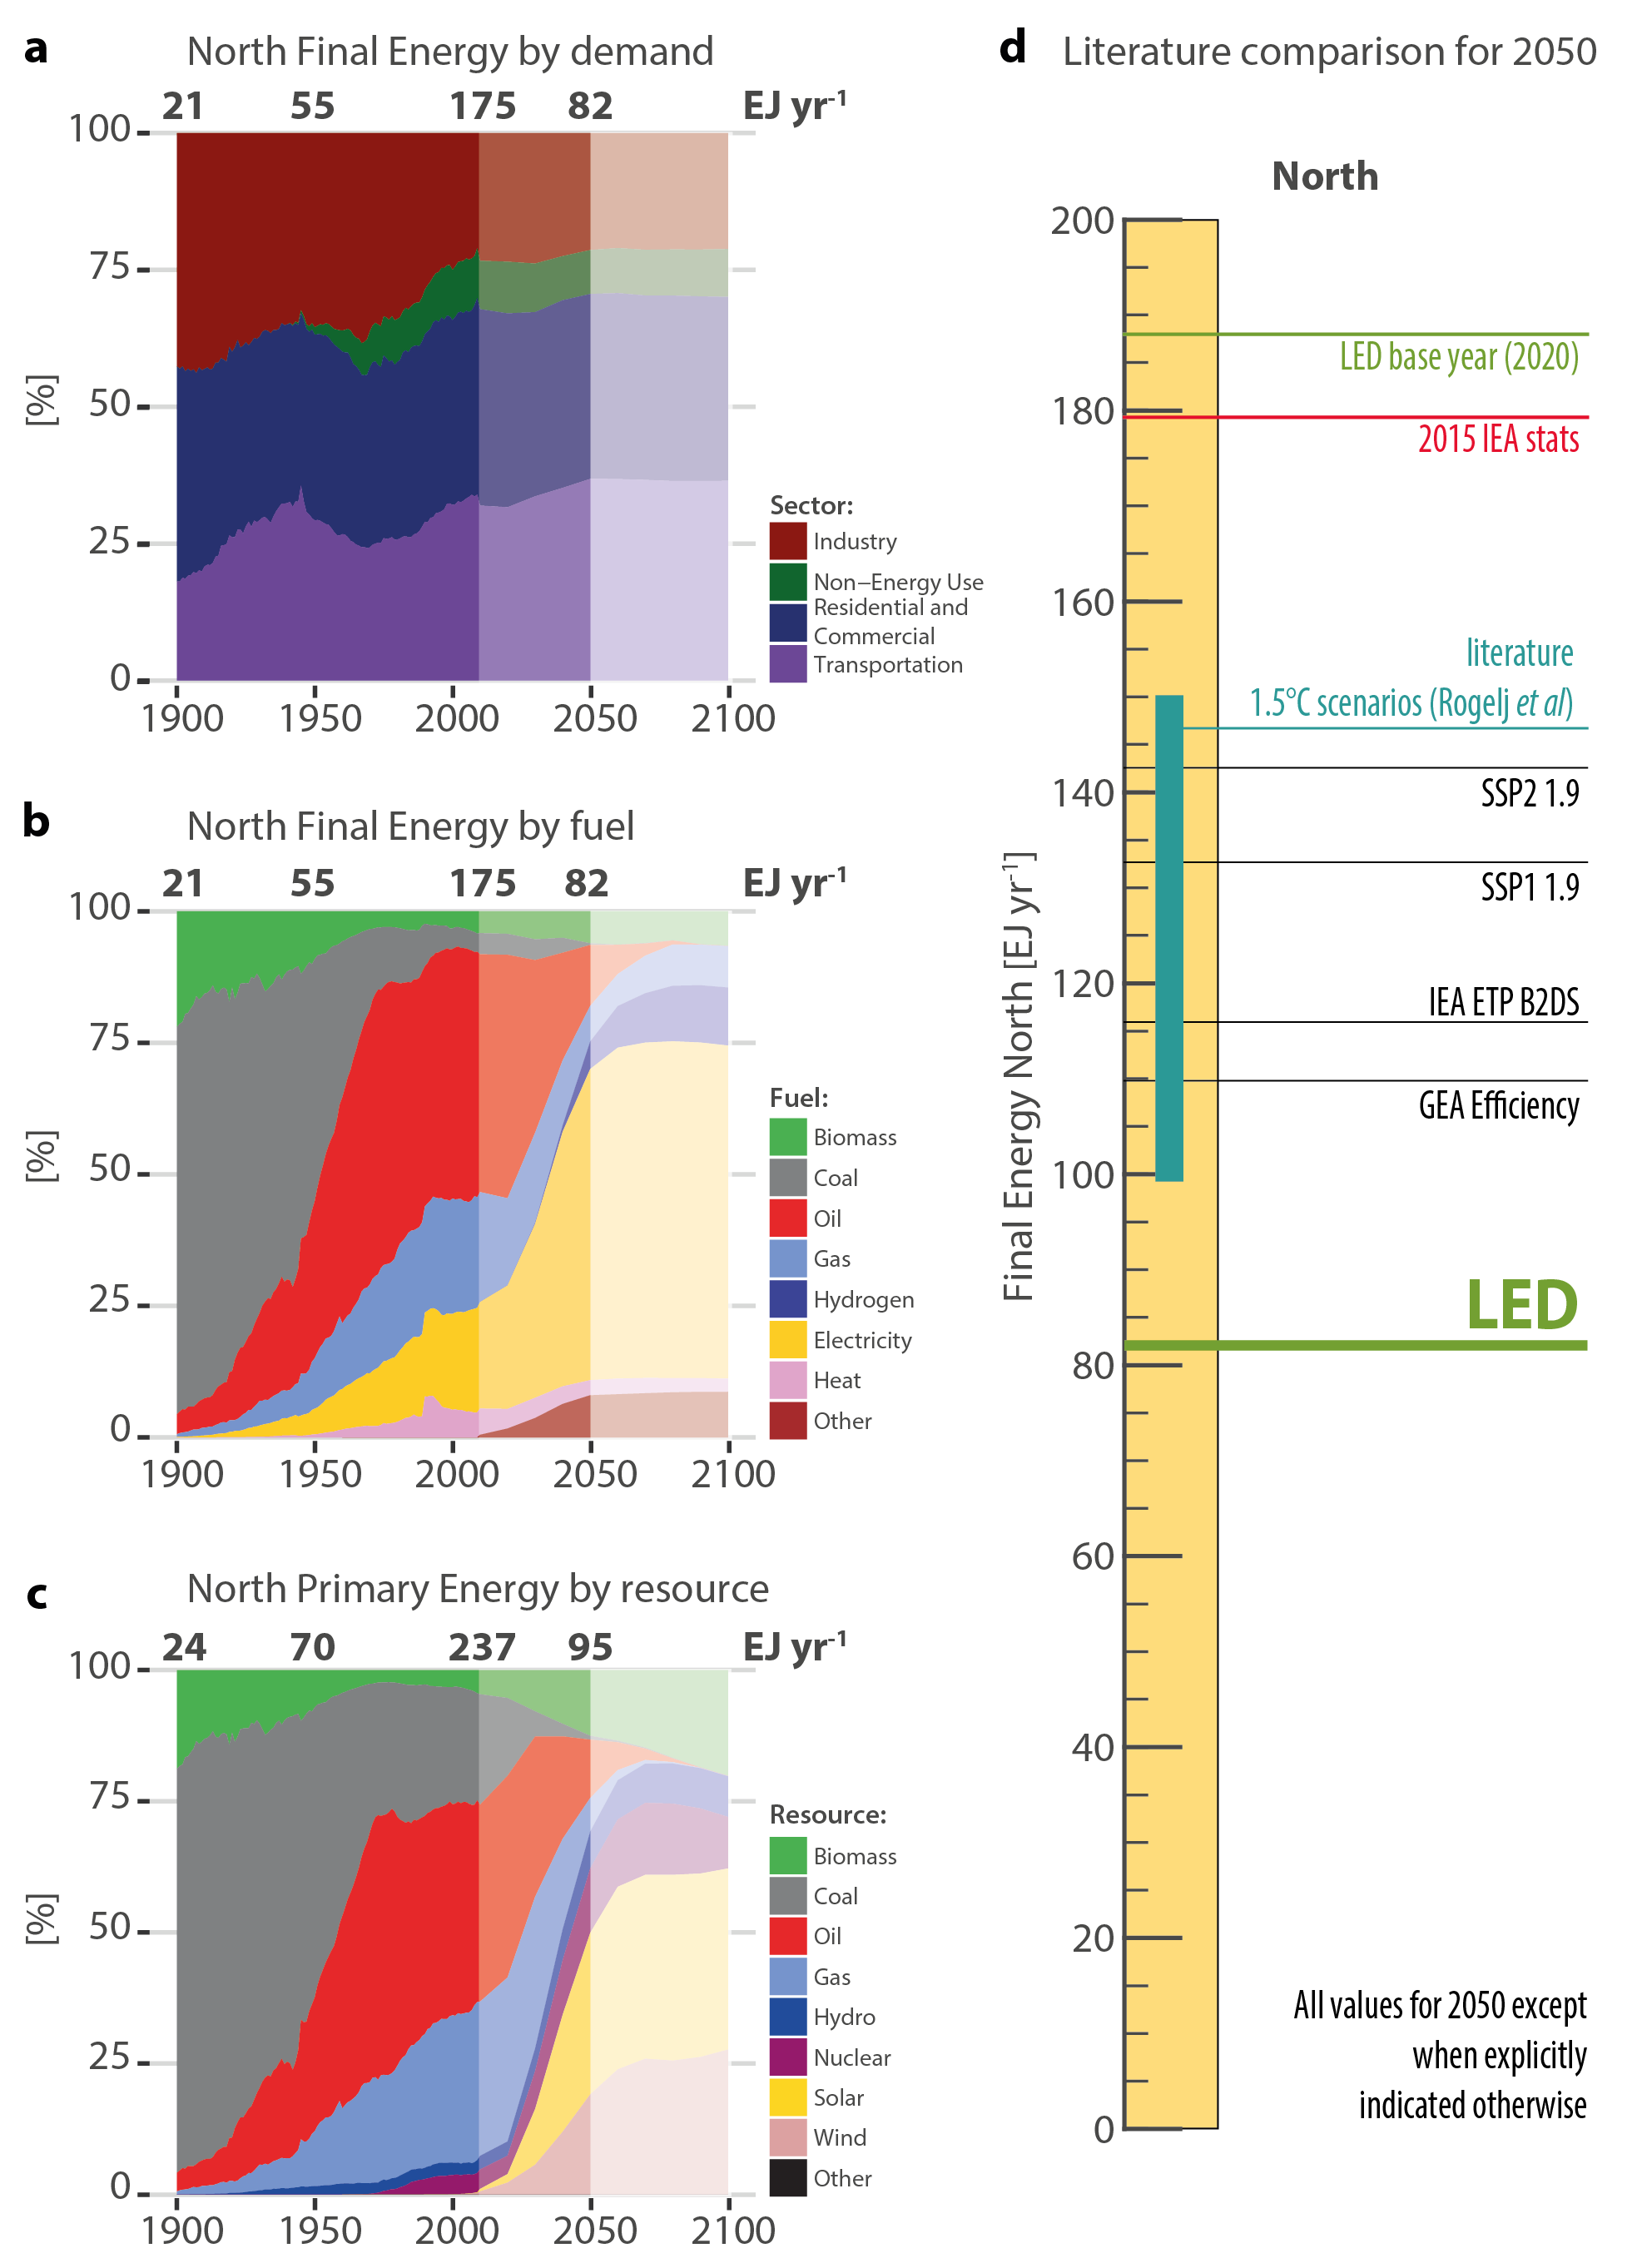 a North Final Energy by demand
21 55 175 82 EJ yr-1
100
75
50
25
0
[%]
1900 1950 2000 2050 2100
Sector:
Industry
Non–Energy Use
Residential and
Commercial
Transportation
b North Final Energy by fuel
21 55 175 82 EJ yr-1
100
75
50
25
0
[%]
1900 1950 2000 2050 2100
Fuel:
Biomass
Coal
Oil
Gas
Hydrogen
Electricity
Heat
Other
c North Primary Energy by resource
24 70 237 95 EJ yr-1
100
75
50
25
0
[%]
1900 1950 2000 2050 2100
Resource:
Biomass
Coal
Oil
Gas
Hydro
Nuclear
Solar
Wind
Other
d Literature comparison for 2050
North
Final Energy North [EJ yr-1]
200
180
160
140
120
100
80
60
40
20
0
LED base year (2020)
2015 IEA stats
literature
1.5°C scenarios (Rogelj et al)
SSP2 1.9
SSP1 1.9
IEA ETP B2DS
GEA Efficiency
LED
All values for 2050 except
when explicitly
indicated otherwise